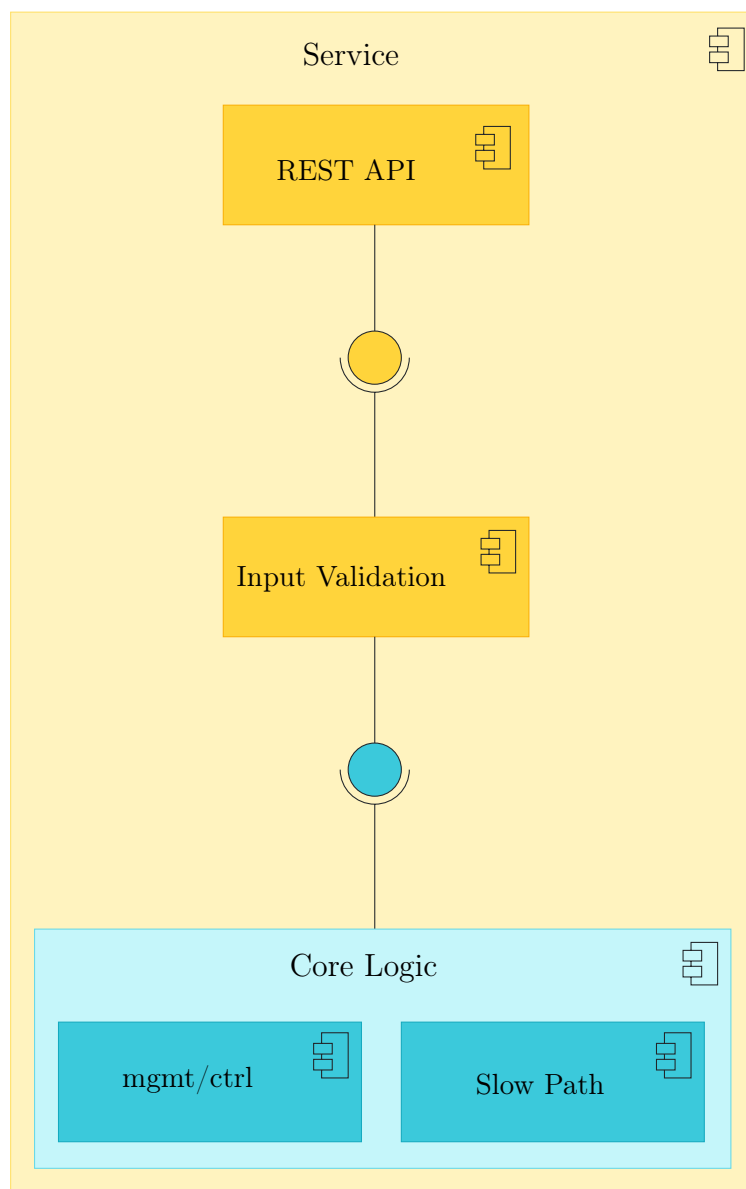 Service
REST API
Input Validation
Core Logic
mgmt/ctrl
Slow Path